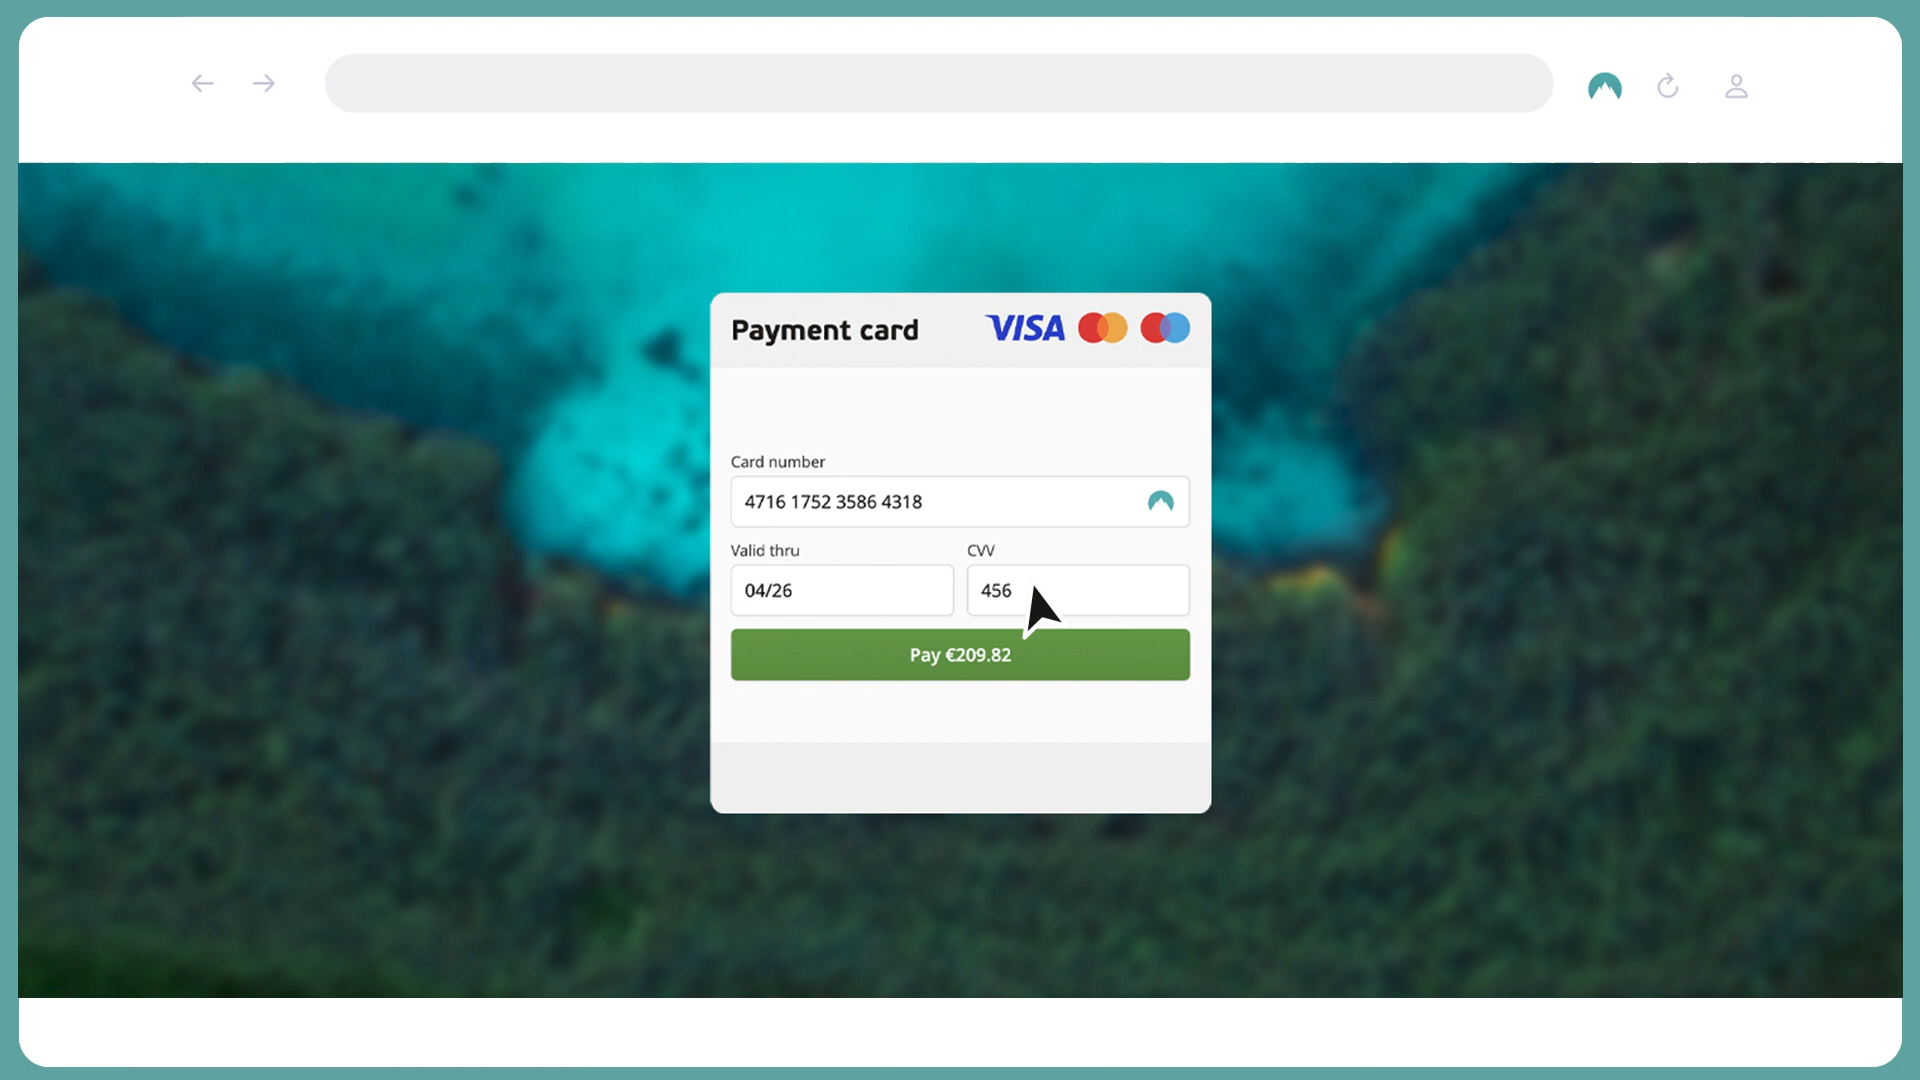 Payment card VISA
Card number
4716 1752 3586 4318
Valid thru CVV
04/26 456
Pay €209.82